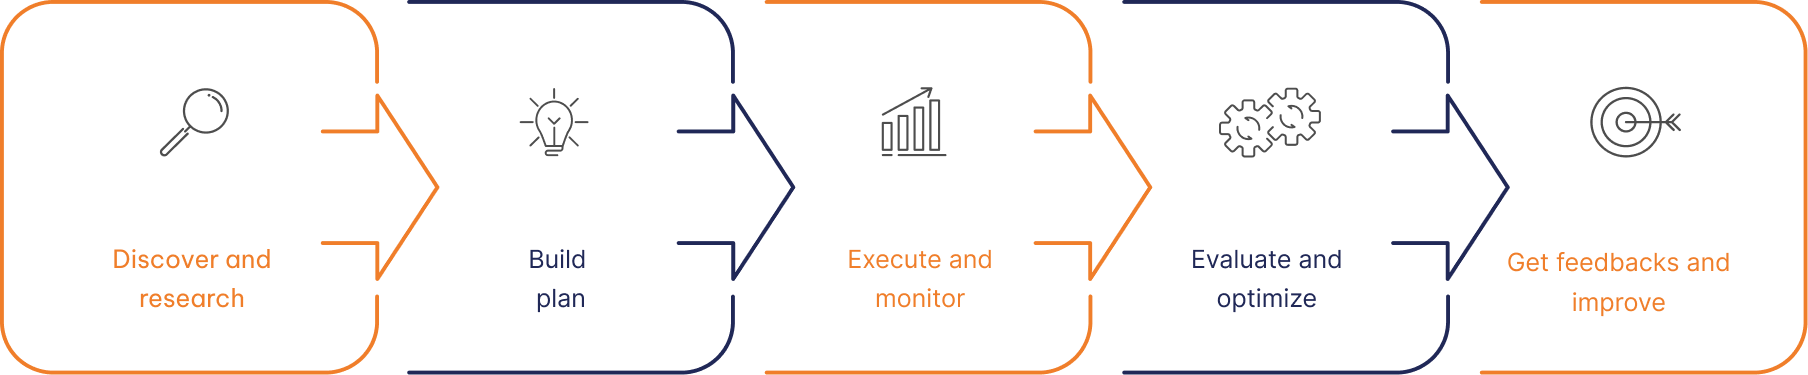 Discover and
research
Build
plan
Execute and
monitor
Evaluate and
optimize
Get feedbacks and
improve